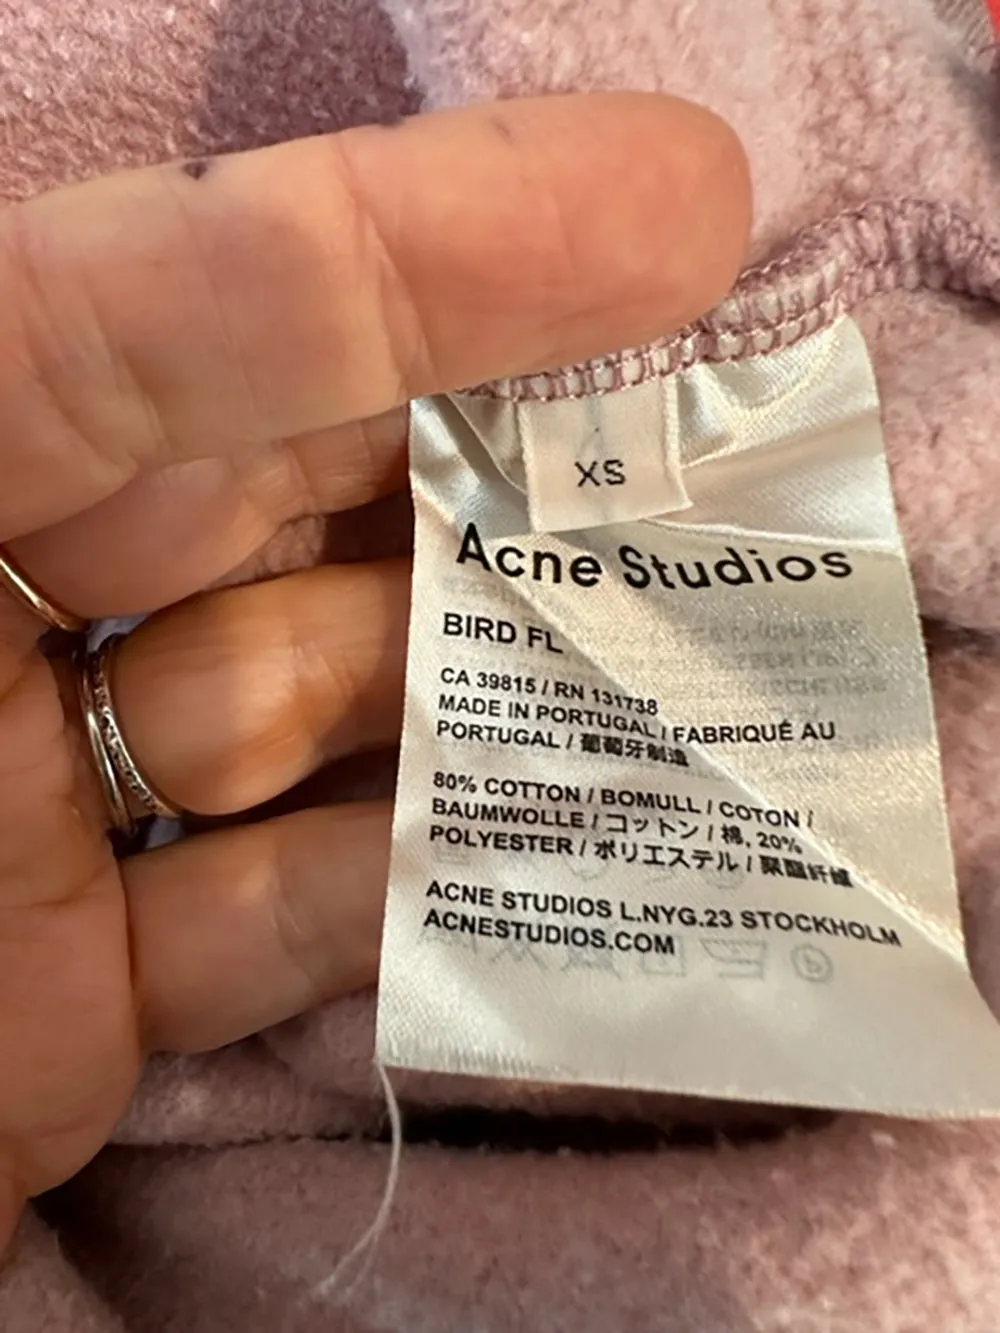 XS
Acne Studios
BIRD FL
CA 39815 / RN 131738
MADE IN PORTUGAL / FABRIQUÉ AU
PORTUGAL / 葡萄牙制造
80% COTTON / BOMULL / COTON /
BAUMWOLLE / コットン / 棉, 20%
POLYESTER / ポリエステル / 聚酯纤维
ACNE STUDIOS L.NYG.23 STOCKHOLM
ACNESTUDIOS.COM